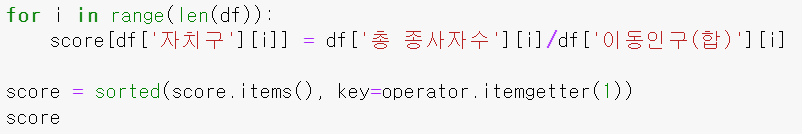 for i in range(len(df)):
    score[df['자치구'][i]] = df['총 종사자수'][i]/df['이동인구(합)'][i]
score = sorted(score.items(), key=operator.itemgetter(1))
score